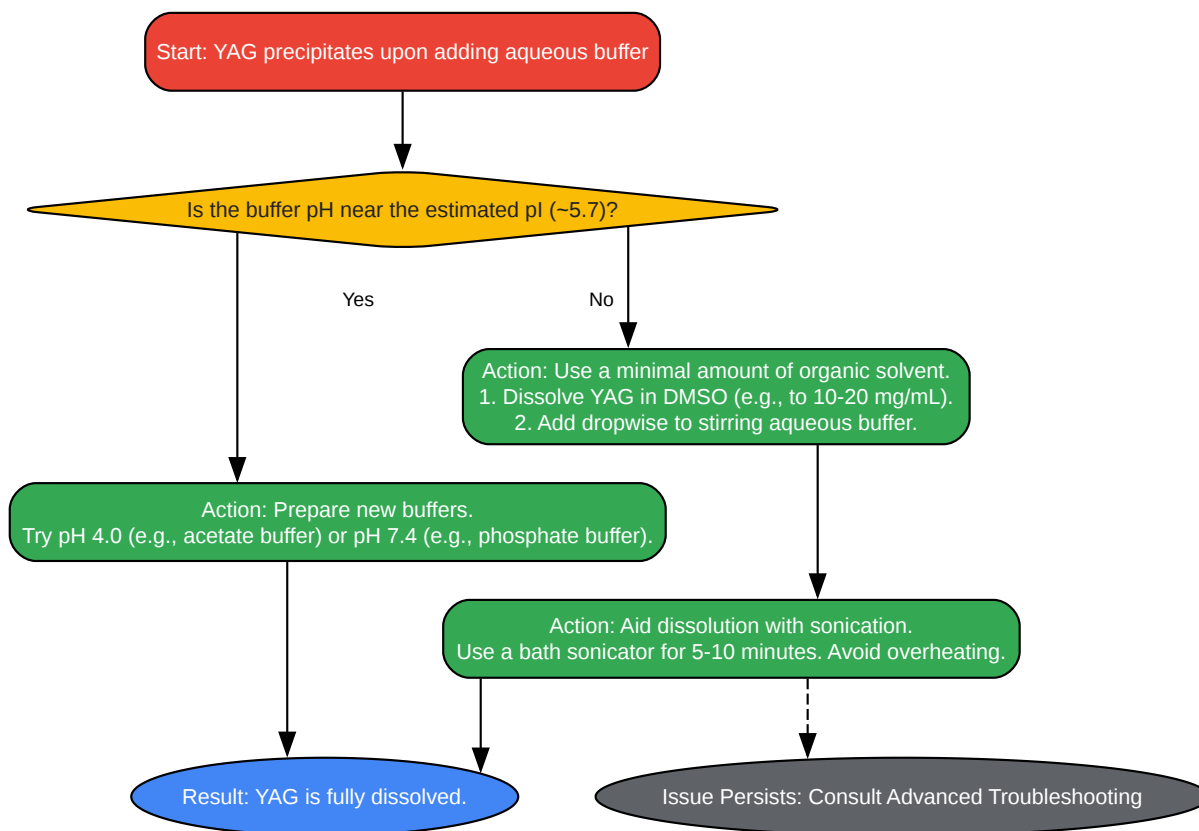 Start: YAG precipitates upon adding aqueous buffer
Is the buffer pH near the estimated pI (~5.7)?
Yes
No
Action: Use a minimal amount of organic solvent.
1. Dissolve YAG in DMSO (e.g., to 10-20 mg/mL).
2. Add dropwise to stirring aqueous buffer.
Action: Prepare new buffers.
Try pH 4.0 (e.g., acetate buffer) or pH 7.4 (e.g., phosphate buffer).
Action: Aid dissolution with sonication.
Use a bath sonicator for 5-10 minutes. Avoid overheating.
Result: YAG is fully dissolved.
Issue Persists: Consult Advanced Troubleshooting